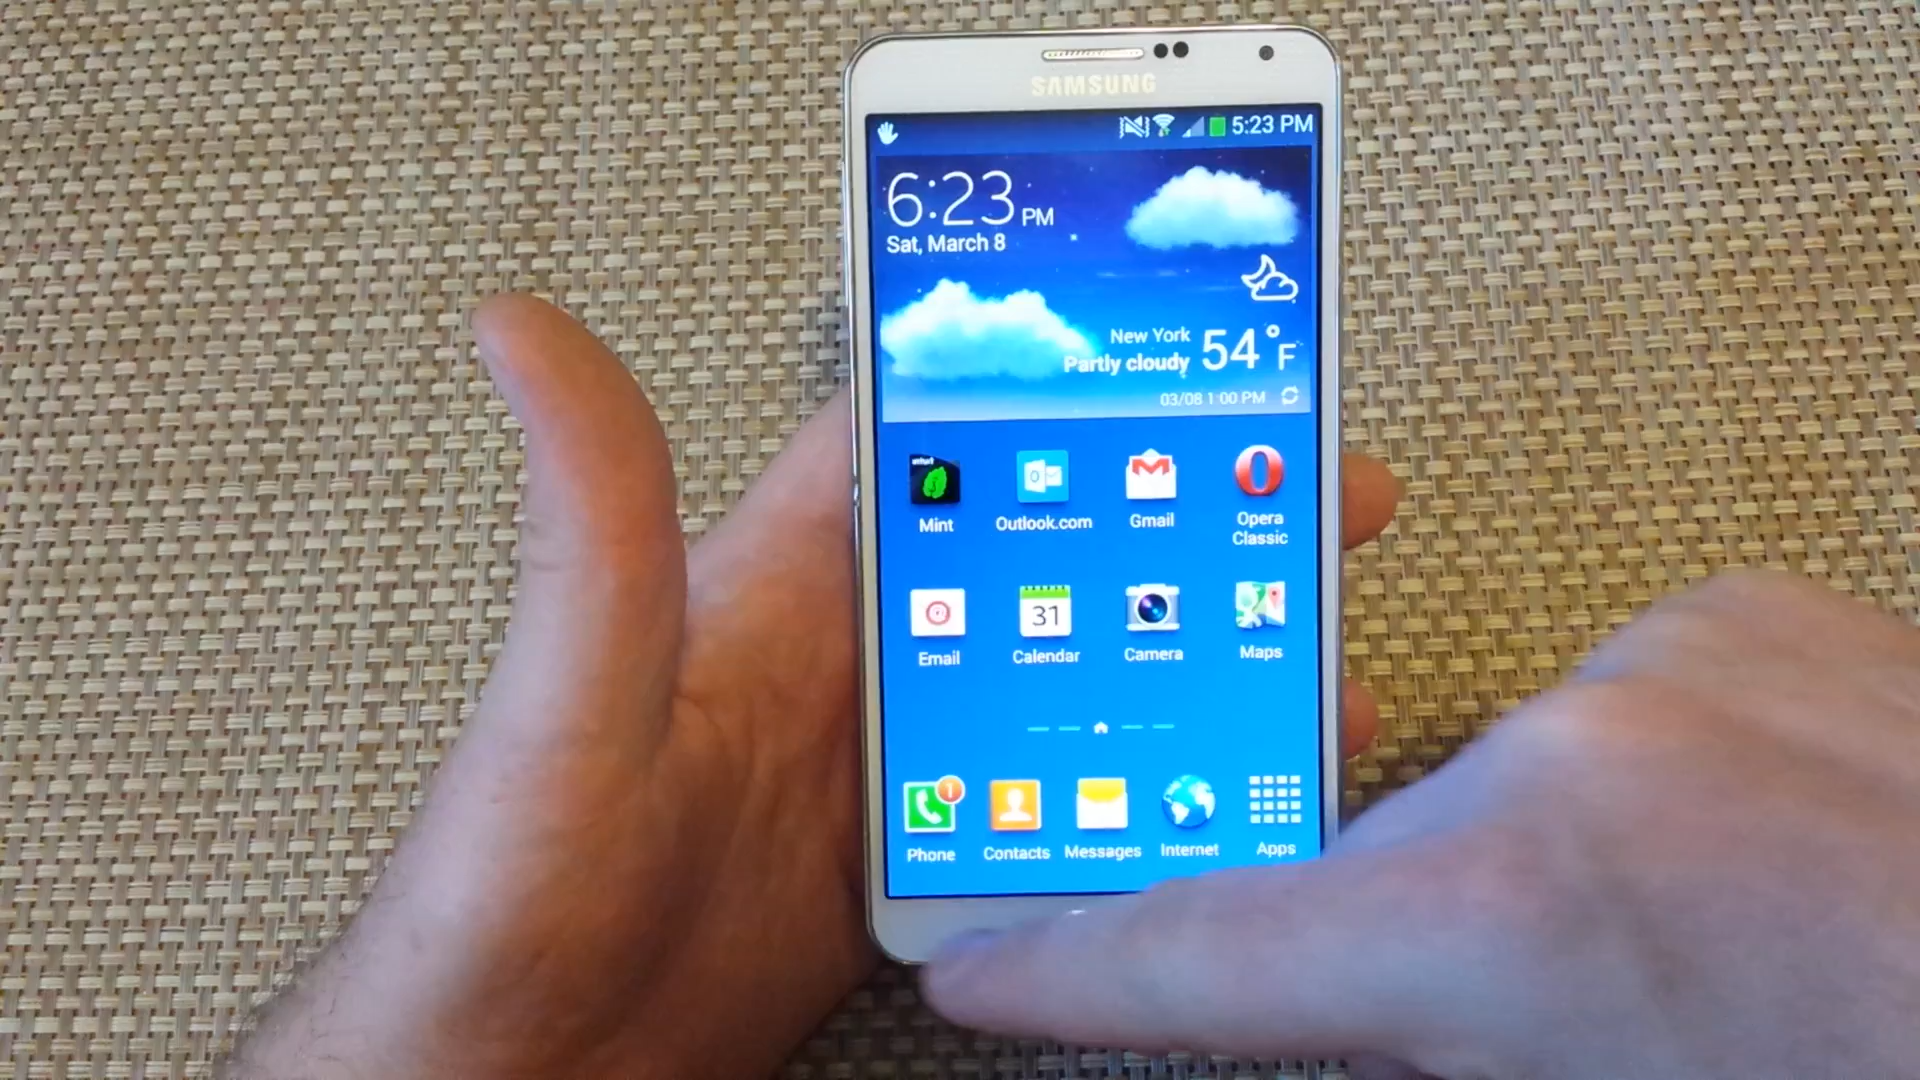 SAMSUNG
5:23 PM
6:23 PM
Sat, March 8
New York
Partly cloudy
54°F
03/08 1:00 PM
Mint
Outlook.com
Gmail
Opera
Classic
31
Email
Calendar
Camera
Maps
1
Phone
Contacts
Messages
Internet
Apps